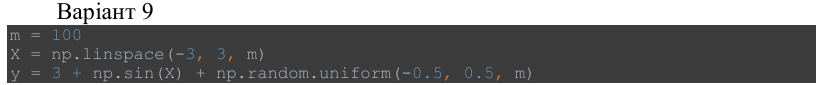 Варіант 9
m = 100
X = np.linspace(-3, 3, m)
y = 3 + np.sin(X) + np.random.uniform(-0.5, 0.5, m)